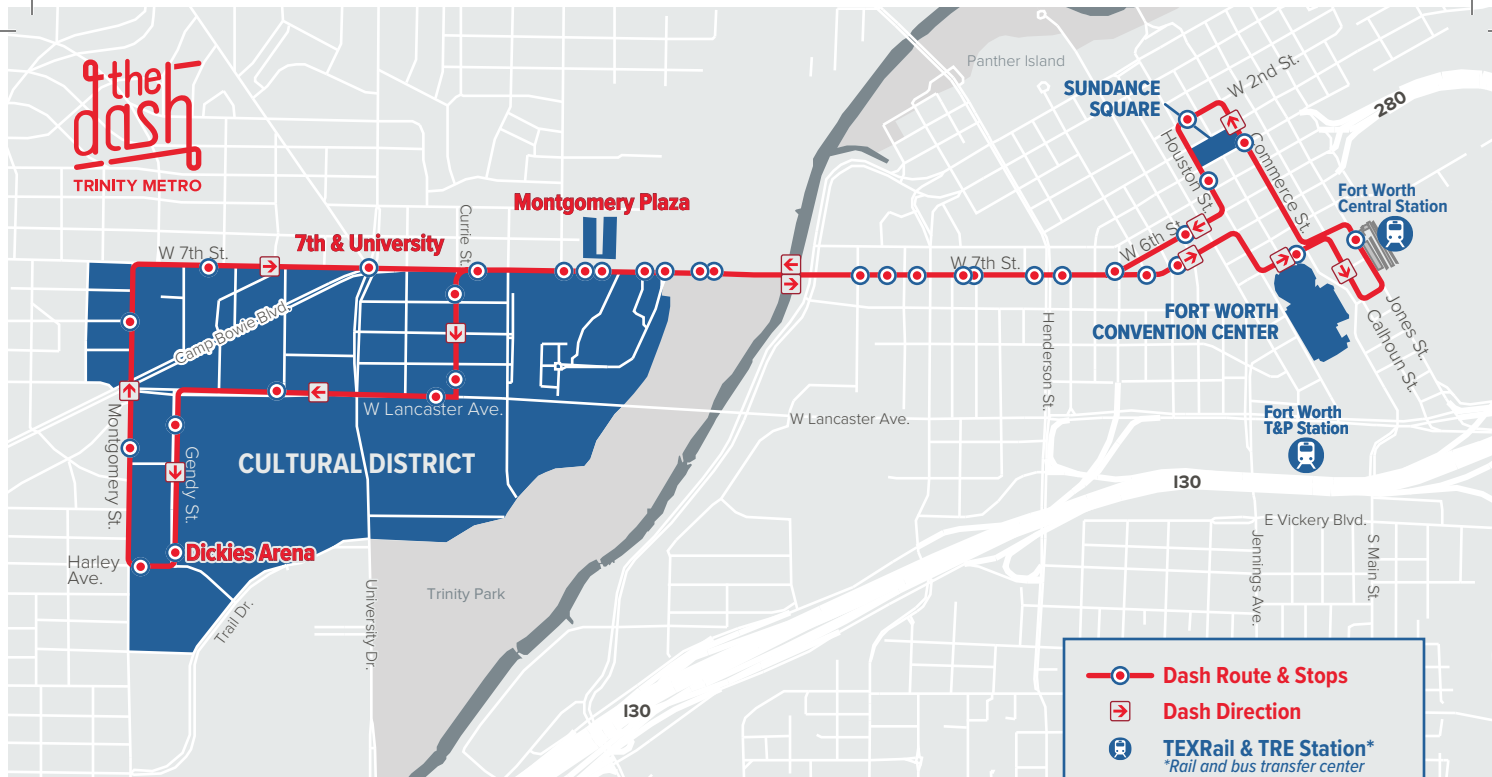 the
dash
TRINITY METRO
Panther Island
SUNDANCE
SQUARE
W 2nd St.
280
Houston St.
Commerce St.
Fort Worth
Central Station
Montgomery Plaza
Currie St.
7th & University
W 7th St.
W 6th St.
W 7th St.
FORT WORTH
CONVENTION CENTER
Jones St.
Calhoun St.
Camp Bowie Blvd.
Henderson St.
W Lancaster Ave.
W Lancaster Ave.
Fort Worth
T&P Station
Montgomery St.
Gendy St.
CULTURAL DISTRICT
I30
E Vickery Blvd.
Jennings Ave.
S Main St.
Dickies Arena
Harley
Ave.
Trail Dr.
University Dr.
Trinity Park
I30
Dash Route & Stops
Dash Direction
TEXRail & TRE Station*
*Rail and bus transfer center